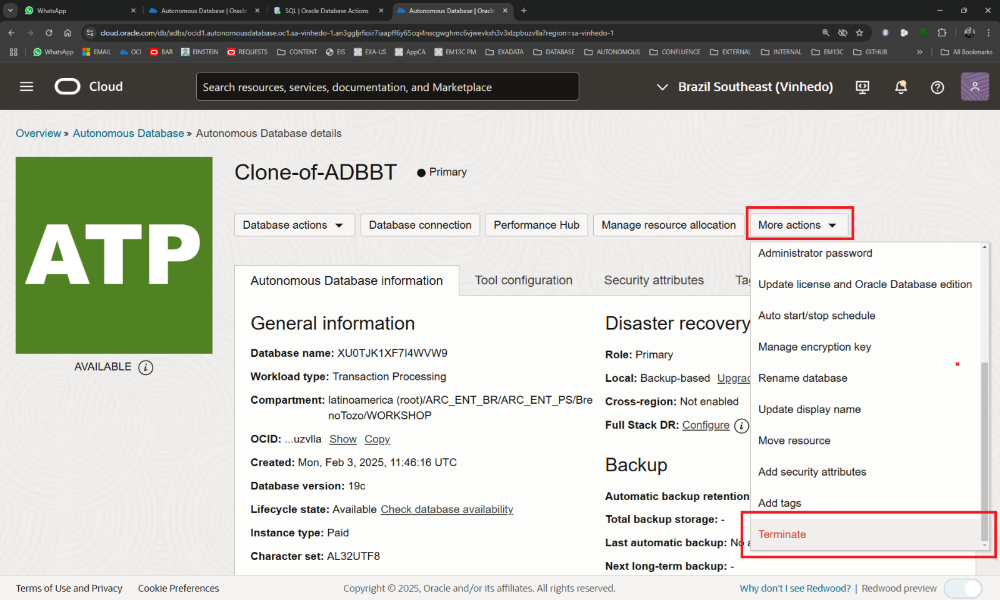 WhatsApp
Autonomous Database | Oracle
SQL | Oracle Database Actions
Autonomous Database | Oracle
cloud.oracle.com/db/adbs/ocid1.autonomousdatabase.oc1.sa-vinhedo-1.an3ggljrfioir7iaapff6y65cqi4nscgwghmc6vjwevkxh3v3xlzpbuzvlla?region=sa-vinhedo-1
WhatsApp EMAIL OCI BAR EINSTEIN REQUESTS CONTENT EIS EXA-US AppCA EM13C PM EXADATA DATABASE AUTONOMOUS CONFLUENCE EXTERNAL INTERNAL EM13C GITHUB » All Bookmarks
Cloud
Search resources, services, documentation, and Marketplace
Brazil Southeast (Vinhedo)
Overview » Autonomous Database » Autonomous Database details
ATP
AVAILABLE
Clone-of-ADBBT
Primary
Database actions
Database connection
Performance Hub
Manage resource allocation
More actions
Administrator password
Update license and Oracle Database edition
Auto start/stop schedule
Manage encryption key
Rename database
Update display name
Move resource
Add security attributes
Add tags
Terminate
Autonomous Database information
Tool configuration
Security attributes
General information
Database name: XU0TJK1XF7I4WVW9
Workload type: Transaction Processing
Compartment: latinoamerica (root)/ARC_ENT_BR/ARC_ENT_PS/Bre
noTozo/WORKSHOP
OCID: ...uzvlla Show Copy
Created: Mon, Feb 3, 2025, 11:46:16 UTC
Database version: 19c
Lifecycle state: Available Check database availability
Instance type: Paid
Character set: AL32UTF8
Disaster recovery
Role: Primary
Local: Backup-based
Cross-region: Not enabled
Full Stack DR: Configure
Backup
Automatic backup retention
Total backup storage: -
Last automatic backup: No
Next long-term backup: -
Terms of Use and Privacy
Cookie Preferences
Copyright © 2025, Oracle and/or its affiliates. All rights reserved.
Why don't I see Redwood? | Redwood preview